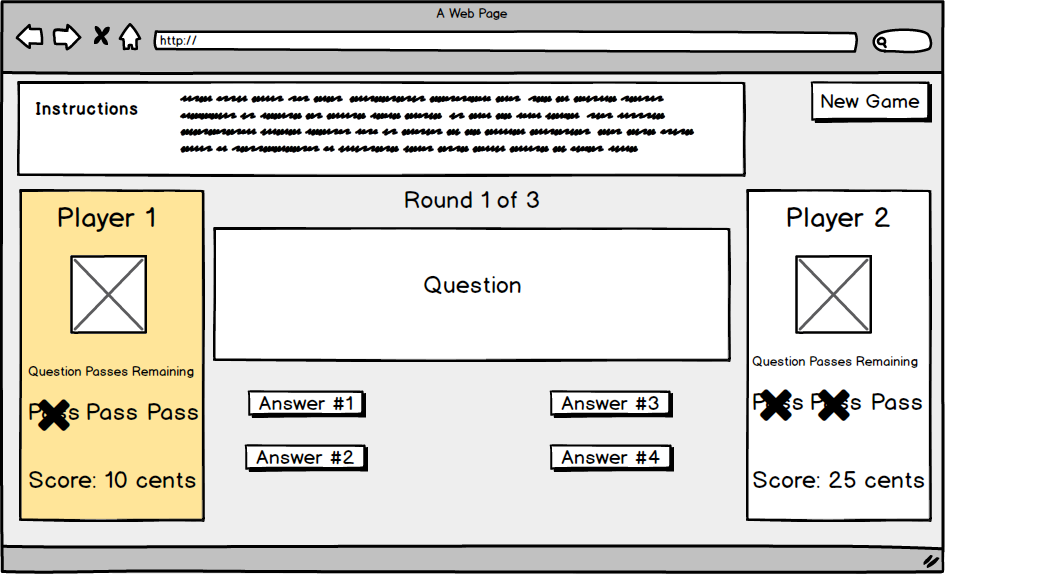 A Web Page
http://
Instructions
New Game
Round 1 of 3
Player 1
Question Passes Remaining
Pass Pass Pass
Score: 10 cents
Question
Answer #1
Answer #2
Answer #3
Answer #4
Player 2
Question Passes Remaining
Pass Pass Pass
Score: 25 cents